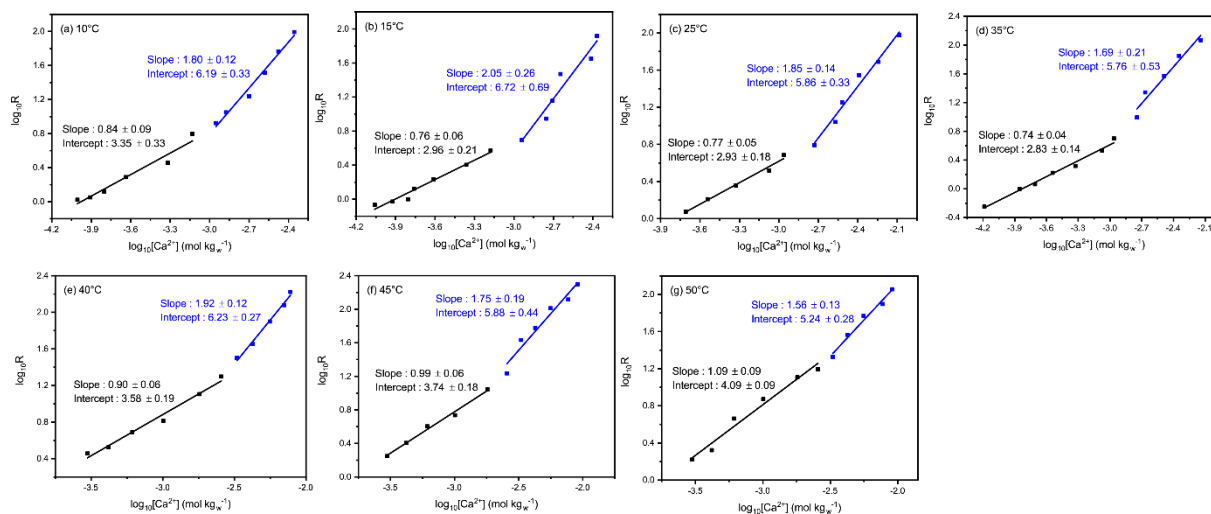 (a) 10°C
Slope : 1.80 ± 0.12
Intercept : 6.19 ± 0.33
Slope : 0.84 ± 0.09
Intercept : 3.35 ± 0.33
log₁₀R
2.0
1.6
1.2
0.8
0.4
0.0
-3.9 -3.6 -3.3 -3.0 -2.7 -2.4
log₁₀[Ca²⁺] (mol kg_w⁻¹)
(b) 15°C
Slope : 2.05 ± 0.26
Intercept : 6.72 ± 0.69
Slope : 0.76 ± 0.06
Intercept : 2.96 ± 0.21
log₁₀R
2.0
1.6
1.2
0.8
0.4
0.0
-4.2 -3.9 -3.6 -3.3 -3.0 -2.7 -2.4
log₁₀[Ca²⁺] (mol kg_w⁻¹)
(c) 25°C
Slope : 1.85 ± 0.14
Intercept : 5.86 ± 0.33
Slope : 0.77 ± 0.05
Intercept : 2.93 ± 0.18
log₁₀R
2.0
1.6
1.2
0.8
0.4
0.0
-3.9 -3.6 -3.3 -3.0 -2.7 -2.4 -2.1
log₁₀[Ca²⁺] (mol kg_w⁻¹)
(d) 35°C
Slope : 1.69 ± 0.21
Intercept : 5.76 ± 0.53
Slope : 0.74 ± 0.04
Intercept : 2.83 ± 0.14
log₁₀R
2.4
2.0
1.6
1.2
0.8
0.4
0.0
-0.4
-4.2 -3.9 -3.6 -3.3 -3.0 -2.7 -2.4 -2.1
log₁₀[Ca²⁺] (mol kg_w⁻¹)
(e) 40°C
Slope : 1.92 ± 0.12
Intercept : 6.23 ± 0.27
Slope : 0.90 ± 0.06
Intercept : 3.58 ± 0.19
log₁₀R
2.4
2.0
1.6
1.2
0.8
0.4
0.0
-3.5 -3.0 -2.5 -2.0
log₁₀[Ca²⁺] (mol kg_w⁻¹)
(f) 45°C
Slope : 1.75 ± 0.19
Intercept : 5.88 ± 0.44
Slope : 0.99 ± 0.06
Intercept : 3.74 ± 0.18
log₁₀R
2.4
2.0
1.6
1.2
0.8
0.4
0.0
-3.5 -3.0 -2.5 -2.0
log₁₀[Ca²⁺] (mol kg_w⁻¹)
(g) 50°C
Slope : 1.56 ± 0.13
Intercept : 5.24 ± 0.28
Slope : 1.09 ± 0.09
Intercept : 4.09 ± 0.09
log₁₀R
2.0
1.6
1.2
0.8
0.4
0.0
-3.5 -3.0 -2.5 -2.0
log₁₀[Ca²⁺] (mol kg_w⁻¹)